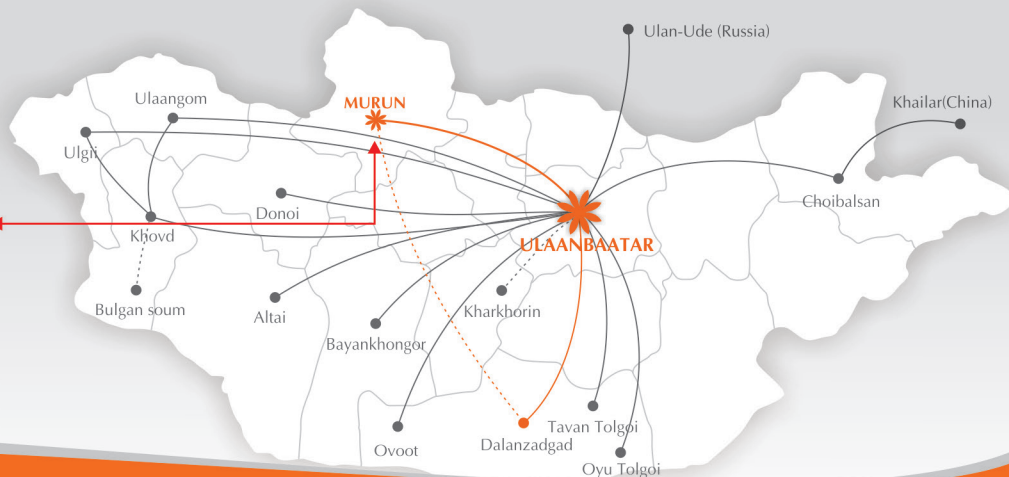 Ulan-Ude (Russia)
Ulaangom
MURUN
Khailar(China)
Ulgii
Choibalsan
Donoi
Khovd
ULAANBAATAR
Bulgan soum
Altai
Kharkhorin
Bayankhongor
Tavan Tolgoi
Ovoot
Dalanzadgad
Oyu Tolgoi